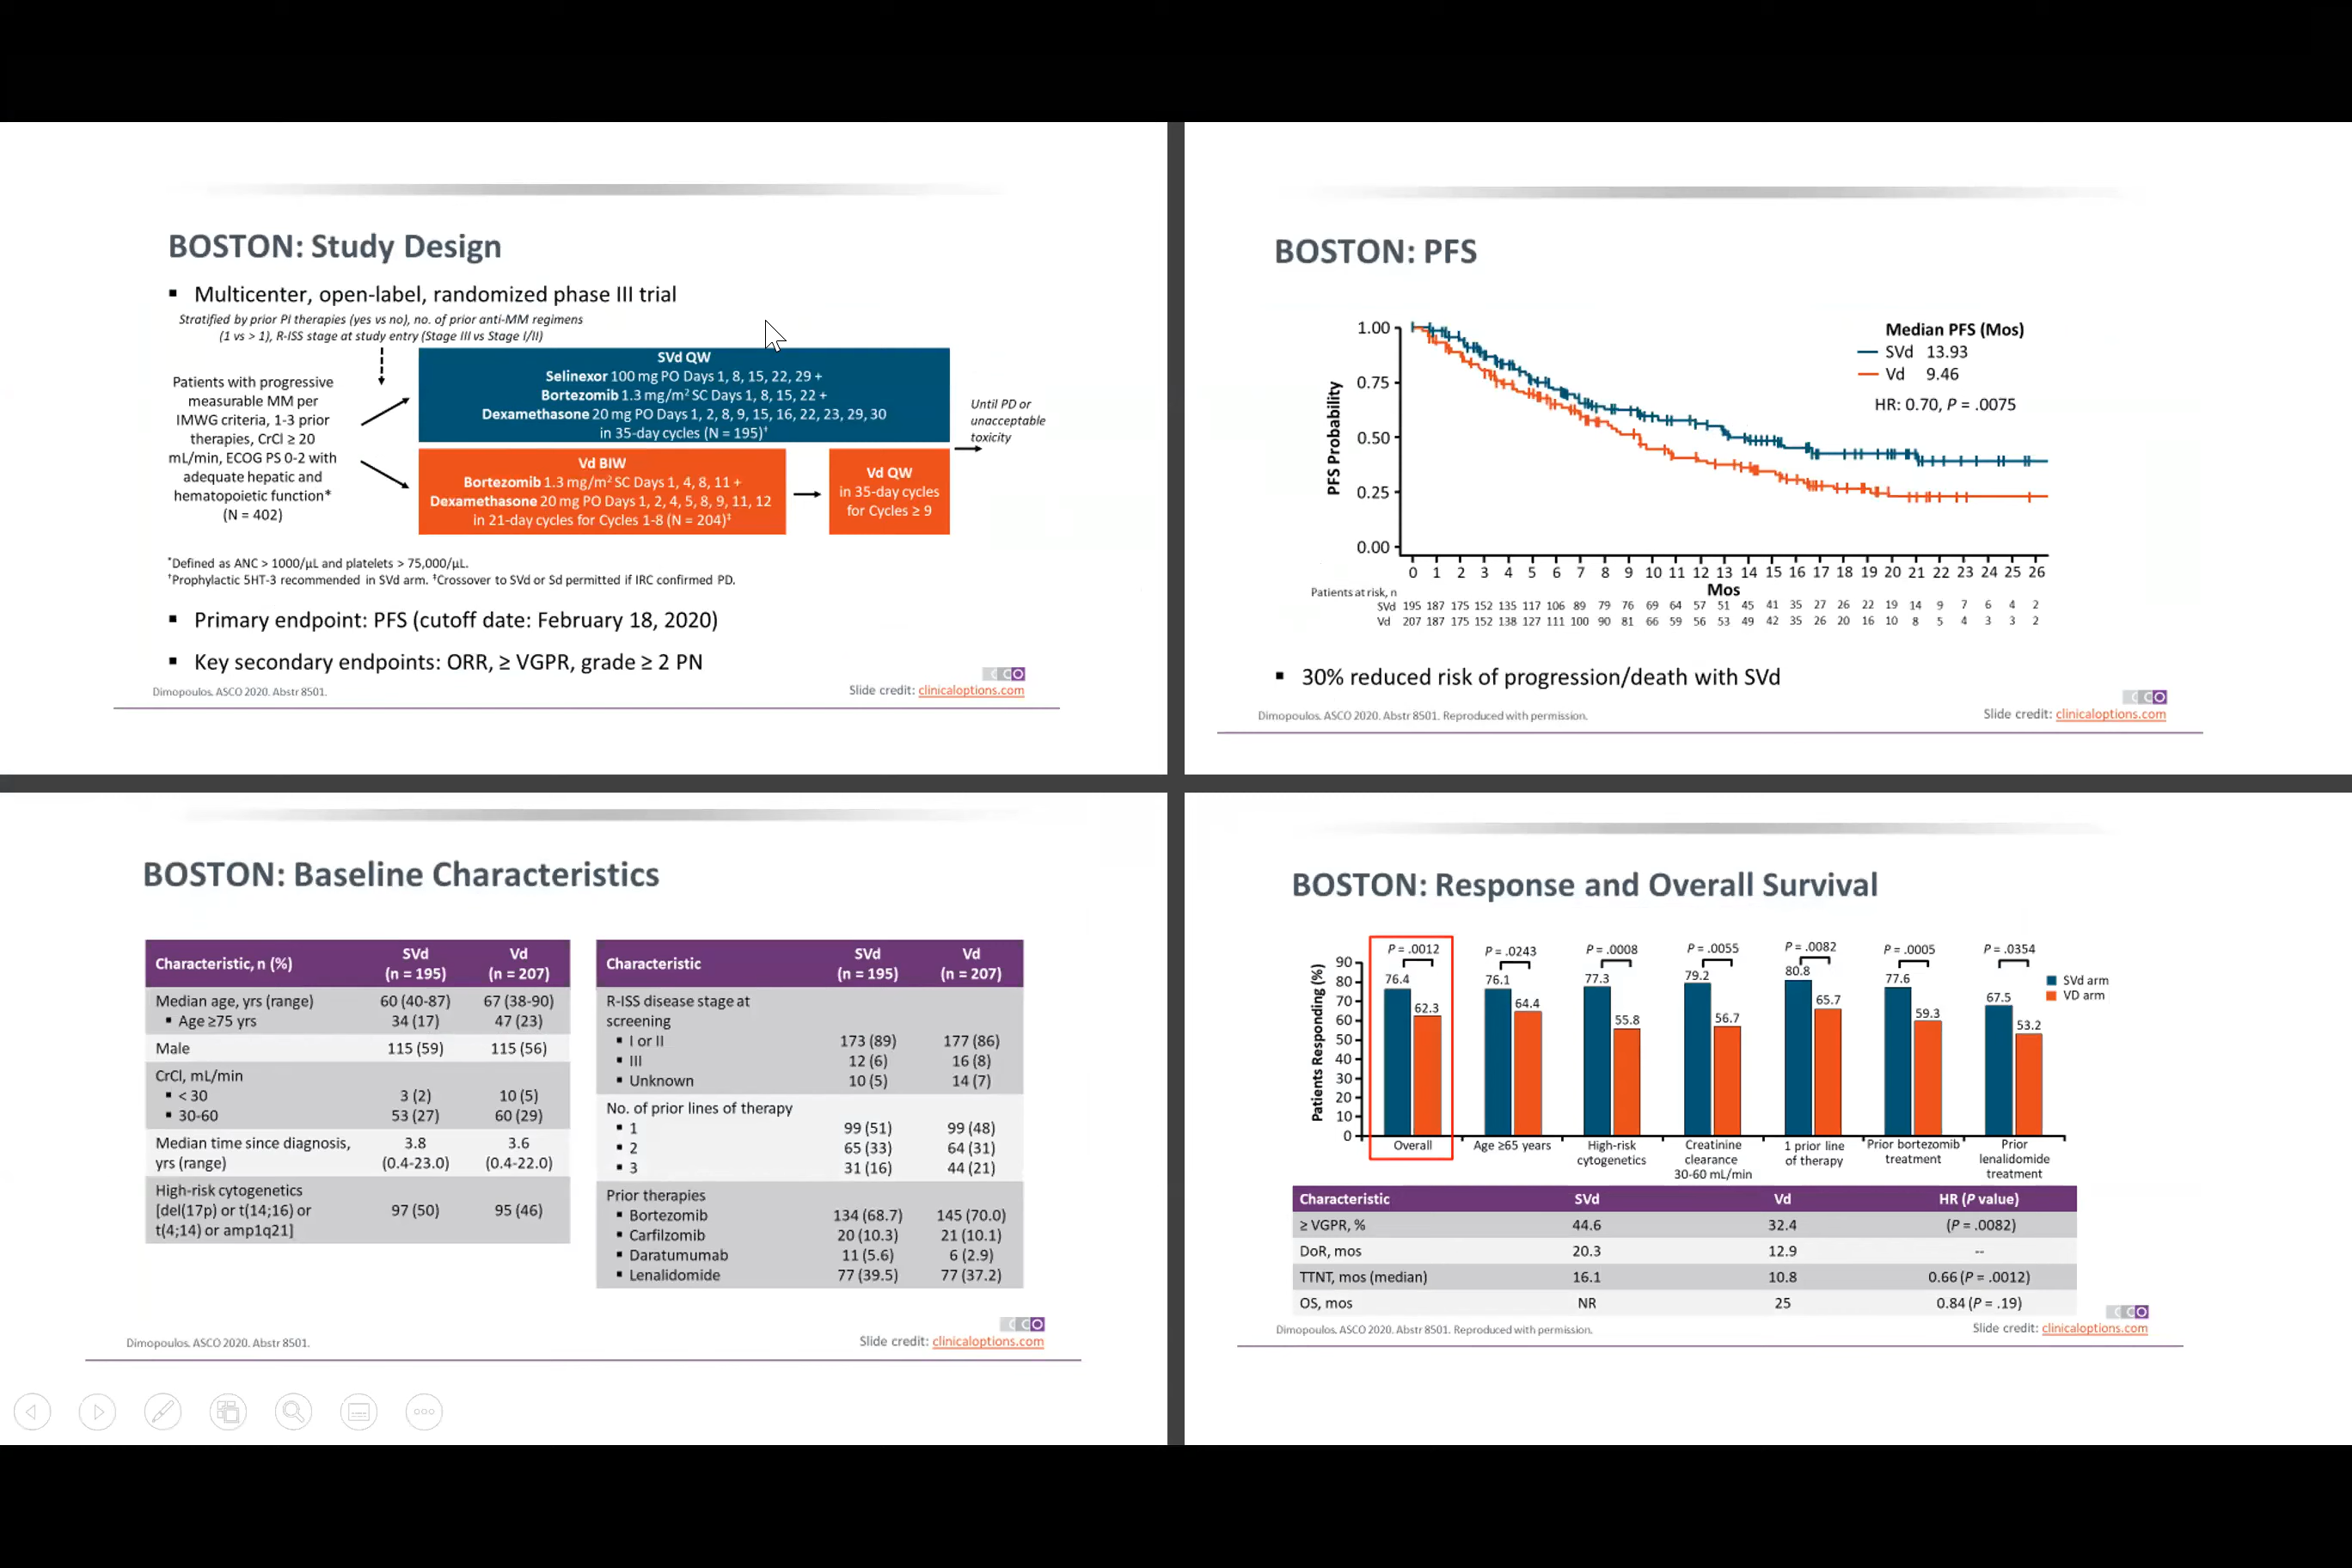 BOSTON: Study Design
▪ Multicenter, open-label, randomized phase III trial
Stratified by prior PI therapies (yes vs no), no. of prior anti-MM regimens
(1 vs > 1), R-ISS stage at study entry (Stage III vs Stage I/II)
Patients with progressive
measurable MM per
IMWG criteria, 1-3 prior
therapies, CrCl ≥ 20
mL/min, ECOG PS 0-2 with
adequate hepatic and
hematopoietic function*
(N = 402)
SVd QW
Selinexor 100 mg PO Days 1, 8, 15, 22, 29 +
Bortezomib 1.3 mg/m² SC Days 1, 8, 15, 22 +
Dexamethasone 20 mg PO Days 1, 2, 8, 9, 15, 16, 22, 23, 29, 30
in 35-day cycles (N = 195)†
Vd BIW
Bortezomib 1.3 mg/m² SC Days 1, 4, 8, 11 +
Dexamethasone 20 mg PO Days 1, 2, 4, 5, 8, 9, 11, 12
in 21-day cycles for Cycles 1-8 (N = 204)‡
Vd QW
in 35-day cycles
for Cycles ≥ 9
Until PD or
unacceptable
toxicity
*Defined as ANC > 1000/µL and platelets > 75,000/µL.
†Prophylactic 5HT-3 recommended in SVd arm. ‡Crossover to SVd or Sd permitted if IRC confirmed PD.
▪ Primary endpoint: PFS (cutoff date: February 18, 2020)
▪ Key secondary endpoints: ORR, ≥ VGPR, grade ≥ 2 PN
CCO
Dimopoulos. ASCO 2020. Abstr 8501.
Slide credit: clinicaloptions.com
BOSTON: PFS
PFS Probability
1.00
0.75
0.50
0.25
0.00
Median PFS (Mos)
SVd 13.93
Vd 9.46
HR: 0.70, P = .0075
0 1 2 3 4 5 6 7 8 9 10 11 12 13 14 15 16 17 18 19 20 21 22 23 24 25 26
Mos
Patients at risk, n
SVd 195 187 175 152 135 117 106 89 79 76 69 64 57 51 45 41 35 27 26 22 19 14 9 7 6 4 2
Vd 207 187 175 152 138 127 111 100 90 81 66 59 56 53 49 42 35 26 20 16 10 8 5 4 3 3 2
▪ 30% reduced risk of progression/death with SVd
CCO
Dimopoulos. ASCO 2020. Abstr 8501. Reproduced with permission.
Slide credit: clinicaloptions.com
BOSTON: Baseline Characteristics
Characteristic, n (%) SVd (n = 195) Vd (n = 207)
Median age, yrs (range) 60 (40-87) 67 (38-90)
▪ Age ≥75 yrs 34 (17) 47 (23)
Male 115 (59) 115 (56)
CrCl, mL/min
▪ < 30 3 (2) 10 (5)
▪ 30-60 53 (27) 60 (29)
Median time since diagnosis, 3.8 3.6
yrs (range) (0.4-23.0) (0.4-22.0)
High-risk cytogenetics
[del(17p) or t(14;16) or 97 (50) 95 (46)
t(4;14) or amp1q21]
Characteristic SVd (n = 195) Vd (n = 207)
R-ISS disease stage at
screening
▪ I or II 173 (89) 177 (86)
▪ III 12 (6) 16 (8)
▪ Unknown 10 (5) 14 (7)
No. of prior lines of therapy
▪ 1 99 (51) 99 (48)
▪ 2 65 (33) 64 (31)
▪ 3 31 (16) 44 (21)
Prior therapies
▪ Bortezomib 134 (68.7) 145 (70.0)
▪ Carfilzomib 20 (10.3) 21 (10.1)
▪ Daratumumab 11 (5.6) 6 (2.9)
▪ Lenalidomide 77 (39.5) 77 (37.2)
CCO
Dimopoulos. ASCO 2020. Abstr 8501.
Slide credit: clinicaloptions.com
BOSTON: Response and Overall Survival
Patients Responding (%)
90
80
70
60
50
40
30
20
10
0
P = .0012 P = .0243 P = .0008 P = .0055 P = .0082 P = .0005 P = .0354
76.4 62.3 76.1 64.4 77.3 55.8 79.2 56.7 80.8 65.7 77.6 59.3 67.5 53.2
SVd arm
VD arm
Overall
Age ≥65 years
High-risk
cytogenetics
Creatinine
clearance
30-60 mL/min
1 prior line
of therapy
Prior bortezomib
treatment
Prior
lenalidomide
treatment
Characteristic SVd Vd HR (P value)
≥ VGPR, % 44.6 32.4 (P = .0082)
DoR, mos 20.3 12.9 --
TTNT, mos (median) 16.1 10.8 0.66 (P = .0012)
OS, mos NR 25 0.84 (P = .19)
CCO
Dimopoulos. ASCO 2020. Abstr 8501. Reproduced with permission.
Slide credit: clinicaloptions.com